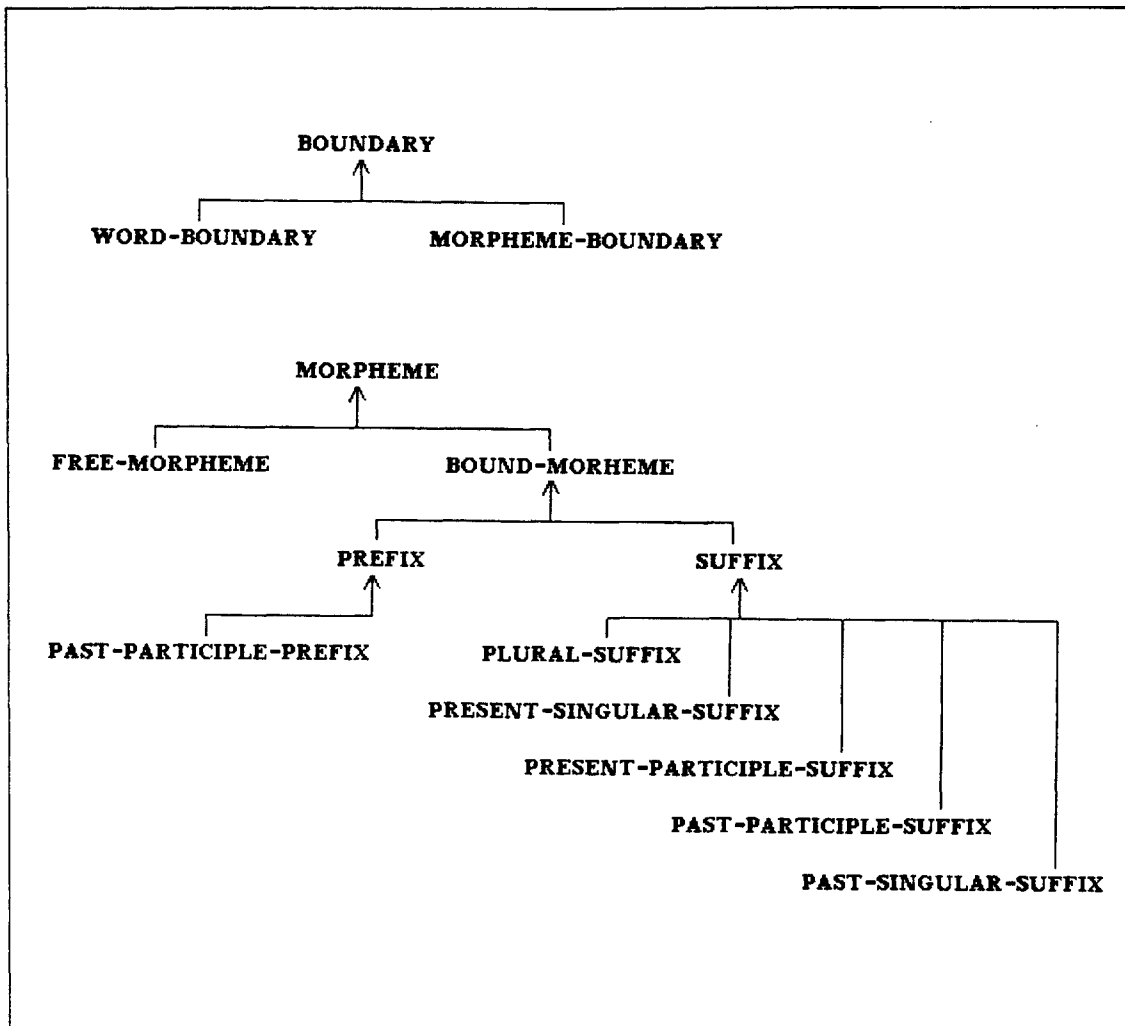 BOUNDARY
WORD-BOUNDARY MORPHEME-BOUNDARY
MORPHEME
FREE-MORPHEME BOUND-MORHEME
PREFIX SUFFIX
PAST-PARTICIPLE-PREFIX PLURAL-SUFFIX
PRESENT-SINGULAR-SUFFIX
PRESENT-PARTICIPLE-SUFFIX
PAST-PARTICIPLE-SUFFIX
PAST-SINGULAR-SUFFIX